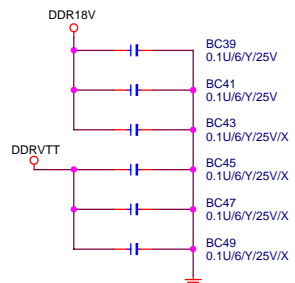 DDR18V
BC39
0.1U/6/Y/25V
BC41
0.1U/6/Y/25V
BC43
0.1U/6/Y/25V/X
DDRVTT
BC45
0.1U/6/Y/25V/X
BC47
0.1U/6/Y/25V/X
BC49
0.1U/6/Y/25V/X